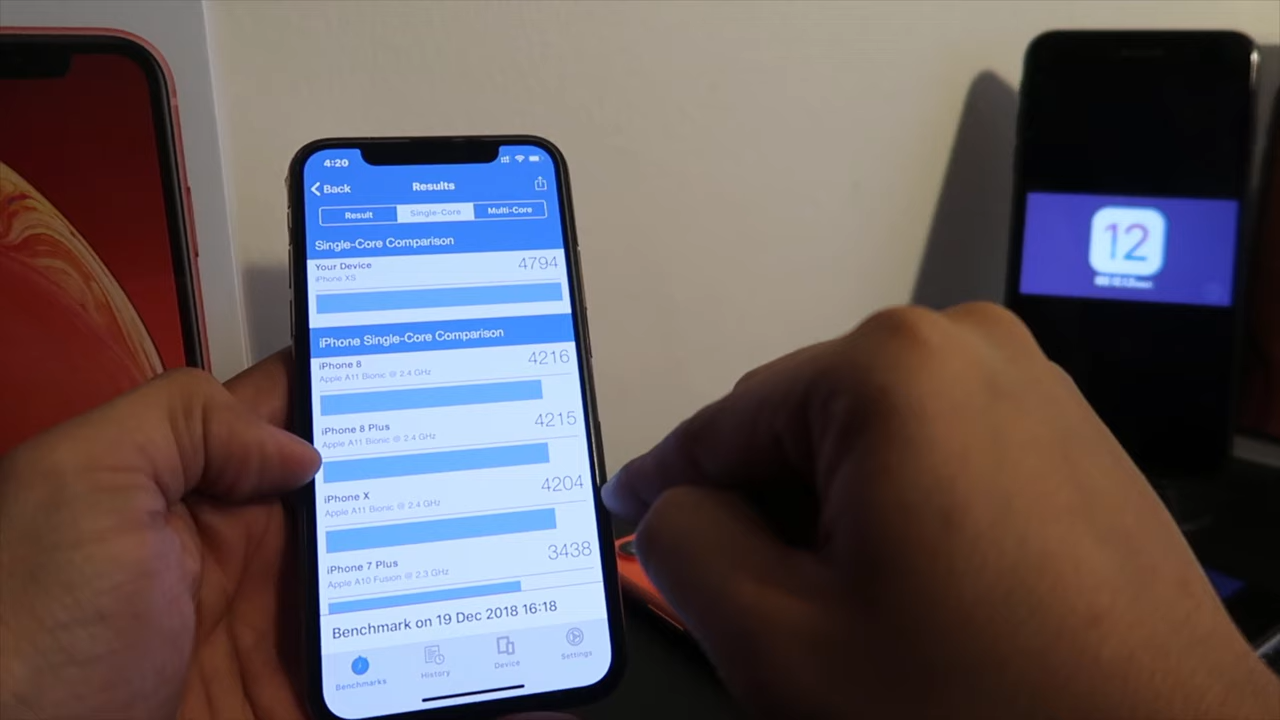 4:20
Back
Results
Result
Single-Core
Multi-Core
Single-Core Comparison
Your Device
4794
iPhone XS
iPhone Single-Core Comparison
iPhone 8
4216
Apple A11 Bionic @ 2.4 GHz
iPhone 8 Plus
4215
Apple A11 Bionic @ 2.4 GHz
iPhone X
4204
Apple A11 Bionic @ 2.4 GHz
iPhone 7 Plus
3438
Apple A10 Fusion @ 2.3 GHz
Benchmark on 19 Dec 2018 16:18
Benchmarks
History
Device
Settings
12